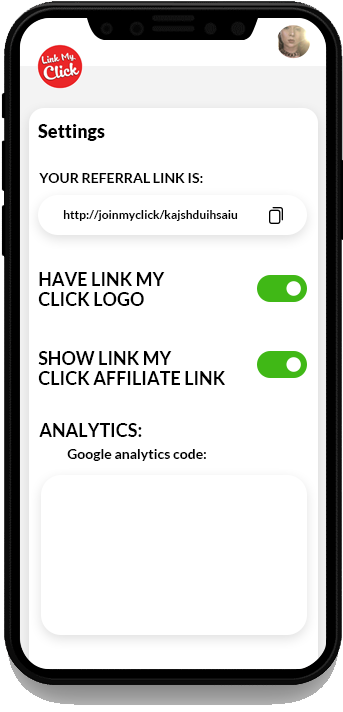 Link My
Click
Settings
YOUR REFERRAL LINK IS:
http://joinmyclick/kajshduihsaiu
HAVE LINK MY
CLICK LOGO
SHOW LINK MY
CLICK AFFILIATE LINK
ANALYTICS:
Google analytics code: